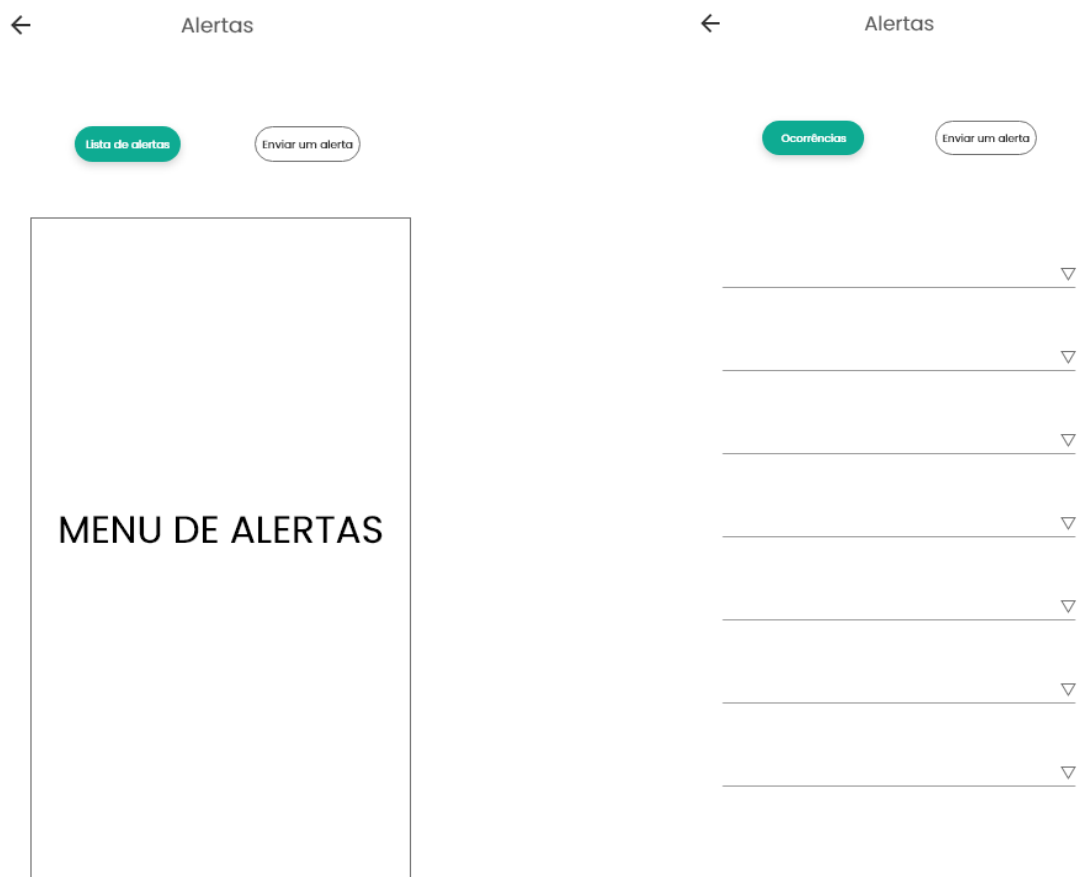 Alertas
Lista de alertas
Enviar um alerta
MENU DE ALERTAS
Alertas
Ocorrências
Enviar um alerta